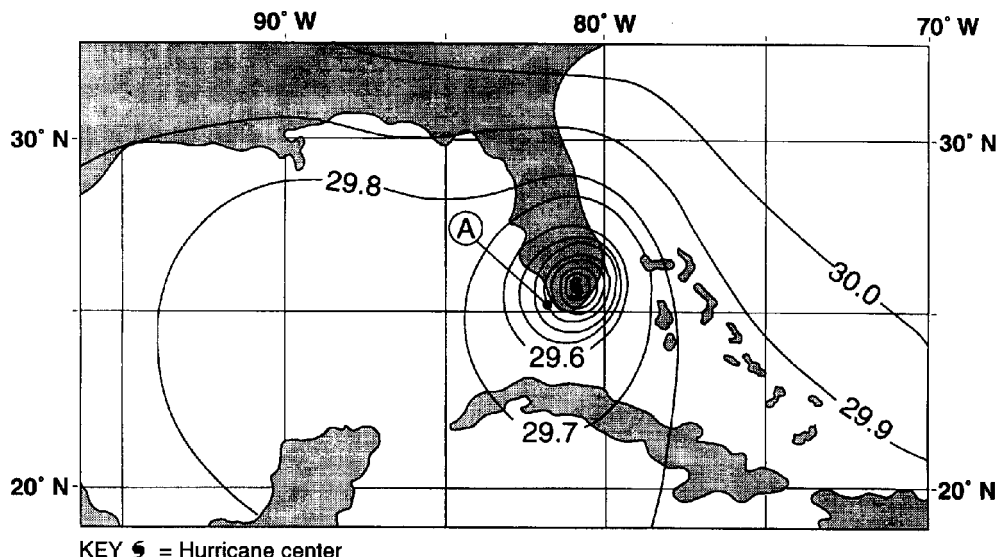 90° W 80° W 70° W
30° N 30° N
29.8
A
30.0
29.6
29.9
29.7
20° N 20° N
KEY = Hurricane center